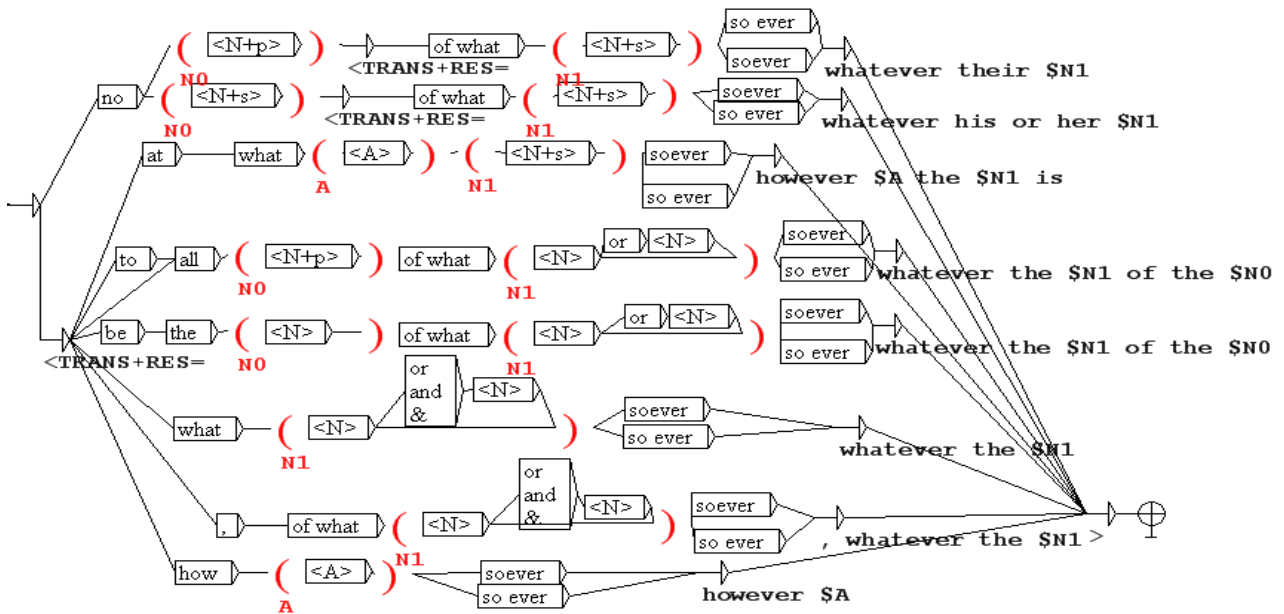 no ( <N+p> ) N0 <TRANS+RES= of what ( <N+s> ) N1 so ever soever whatever their $N1
( <N+s> ) N0 <TRANS+RES= of what ( <N+s> ) N1 soever so ever whatever his or her $N1
at what ( <A> ) A ( <N+s> ) N1 soever so ever however $A the $N1 is
to all ( <N+p> ) N0 of what ( <N> or <N> ) N1 soever so ever whatever the $N1 of the $N0
<TRANS+RES= be the ( <N> ) N0 of what ( <N> or <N> ) N1 soever so ever whatever the $N1 of the $N0
what ( <N> or and & <N> ) N1 soever so ever whatever the $N1
, of what ( <N> or and & <N> ) N1 soever so ever , whatever the $N1 >
how ( <A> ) A soever so ever however $A